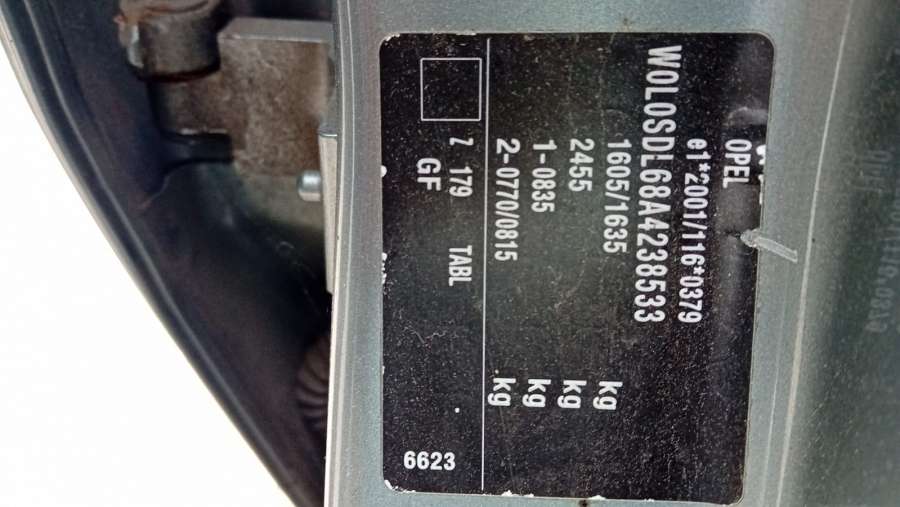 OPEL
e1*2001/116*0379
W0L0SDL68A4238533
1605/1635 kg
2455 kg
1-0835 kg
2-0770/0815 kg
Z 179 TABL
GF
6623